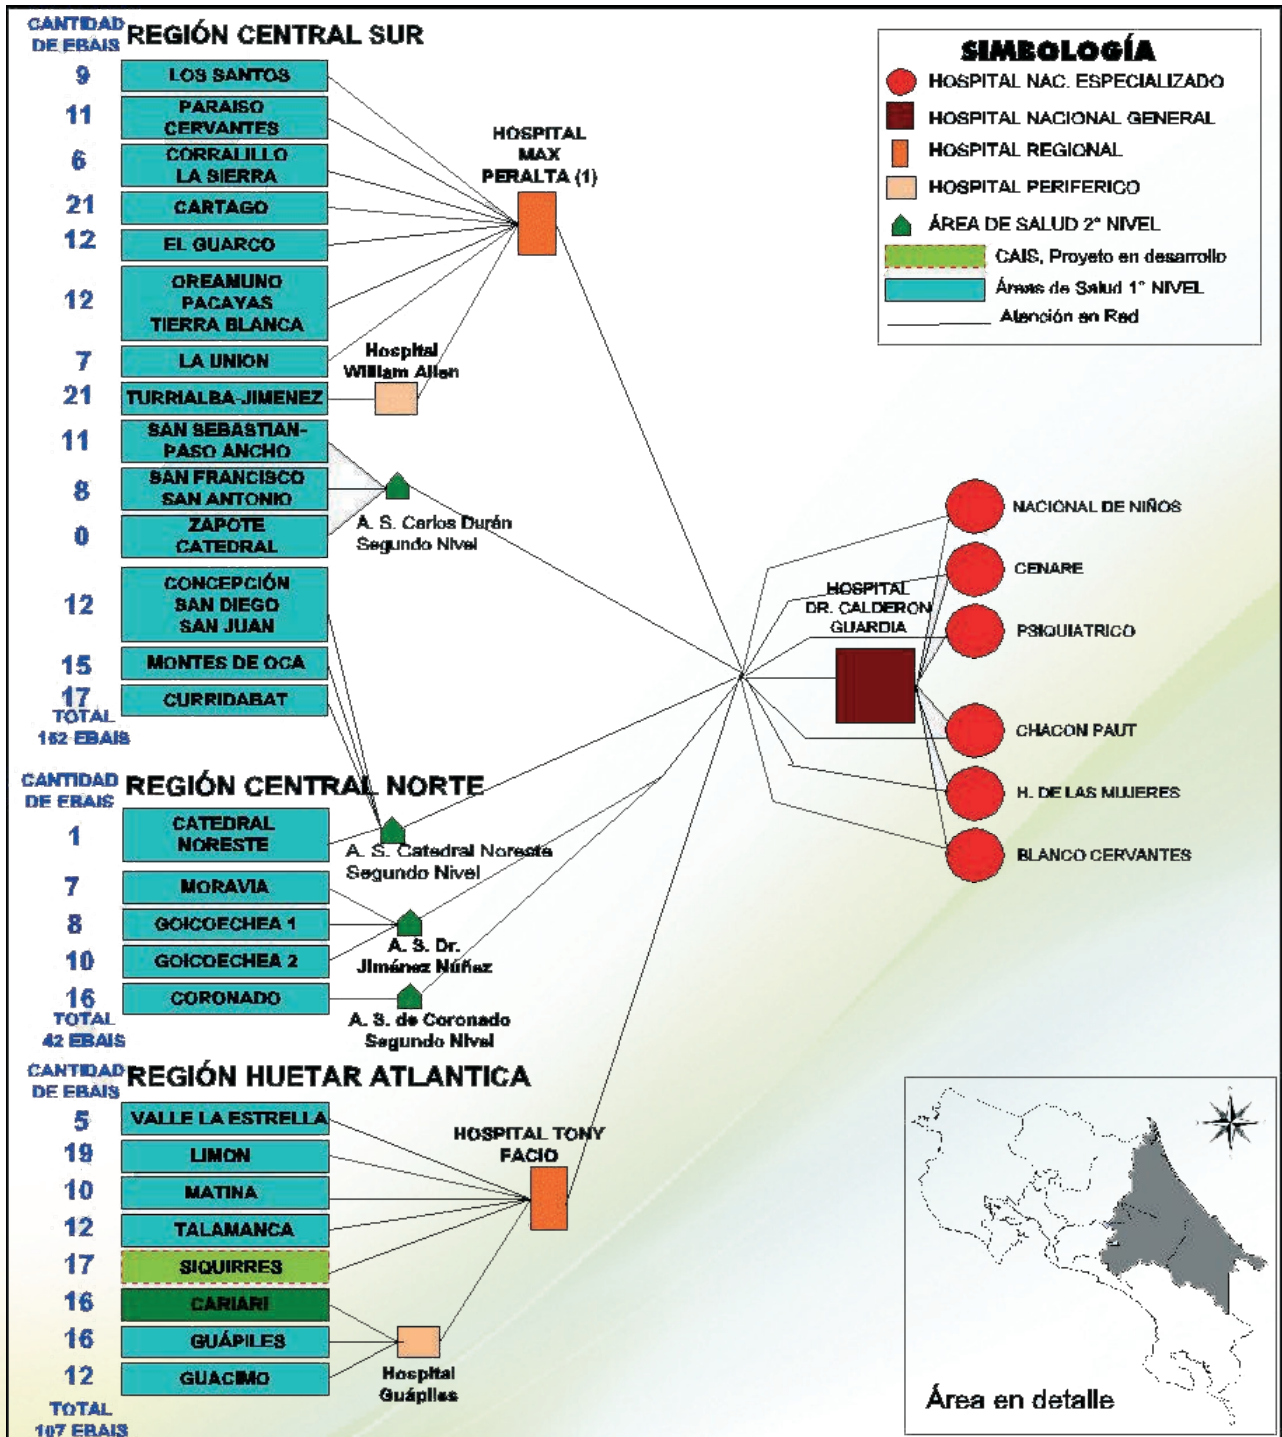 CANTIDAD
DE EBAIS
REGIÓN CENTRAL SUR
9
LOS SANTOS
11
PARAISO
CERVANTES
6
CORRALILLO
LA SIERRA
21
CARTAGO
12
EL GUARCO
12
OREAMUNO
PACAYAS
TIERRA BLANCA
7
LA UNION
21
TURRIALBA-JIMENEZ
11
SAN SEBASTIAN-
PASO ANCHO
8
SAN FRANCISCO
SAN ANTONIO
0
ZAPOTE
CATEDRAL
12
CONCEPCIÓN
SAN DIEGO
SAN JUAN
15
MONTES DE OCA
17
CURRIDABAT
TOTAL
162 EBAIS
HOSPITAL
MAX
PERALTA (1)
Hospital
William Allen
A. S. Carlos Durán
Segundo Nivel
CANTIDAD
DE EBAIS
REGIÓN CENTRAL NORTE
1
CATEDRAL
NORESTE
7
MORAVIA
8
GOICOECHEA 1
10
GOICOECHEA 2
16
CORONADO
TOTAL
42 EBAIS
A. S. Catedral Noreste
Segundo Nivel
A. S. Dr.
Jiménez Núñez
A. S. de Coronado
Segundo Nivel
CANTIDAD
DE EBAIS
REGIÓN HUETAR ATLANTICA
5
VALLE LA ESTRELLA
19
LIMON
10
MATINA
12
TALAMANCA
17
SIQUIRRES
16
CARIARI
16
GUÁPILES
12
GUACIMO
TOTAL
107 EBAIS
HOSPITAL TONY
FACIO
Hospital
Guápiles
SIMBOLOGÍA
HOSPITAL NAC. ESPECIALIZADO
HOSPITAL NACIONAL GENERAL
HOSPITAL REGIONAL
HOSPITAL PERIFERICO
ÁREA DE SALUD 2° NIVEL
CAIS, Proyeto en desarrollo
Áreas de Salud 1° NIVEL
Atención en Red
HOSPITAL
DR. CALDERON
GUARDIA
NACIONAL DE NIÑOS
CENARE
PSIQUIATRICO
CHACON PAUT
H. DE LAS MUJERES
BLANCO CERVANTES
Área en detalle